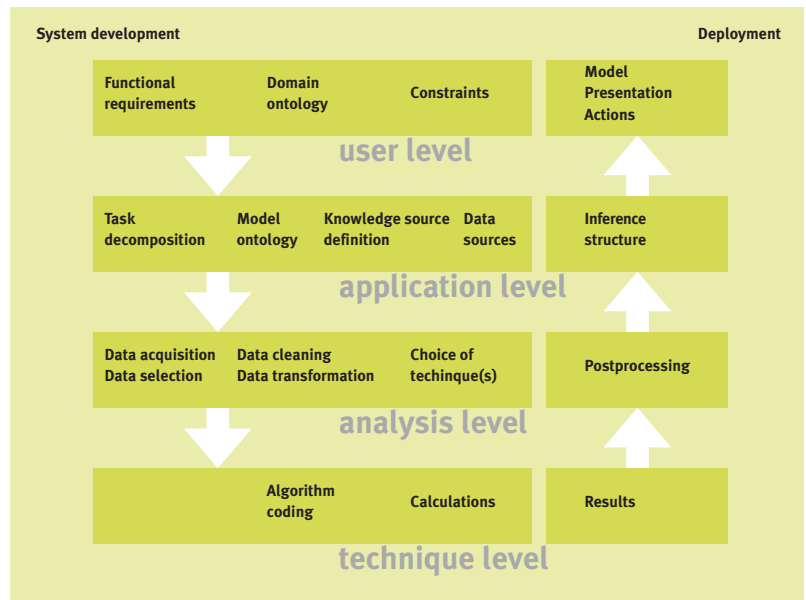 System development
Deployment
Functional
requirements
Domain
ontology
Constraints
Model
Presentation
Actions
user level
Task
decomposition
Model
ontology
Knowledge source
definition
Data
sources
Inference
structure
application level
Data acquisition
Data selection
Data cleaning
Data transformation
Choice of
techinque(s)
Postprocessing
analysis level
Algorithm
coding
Calculations
Results
technique level